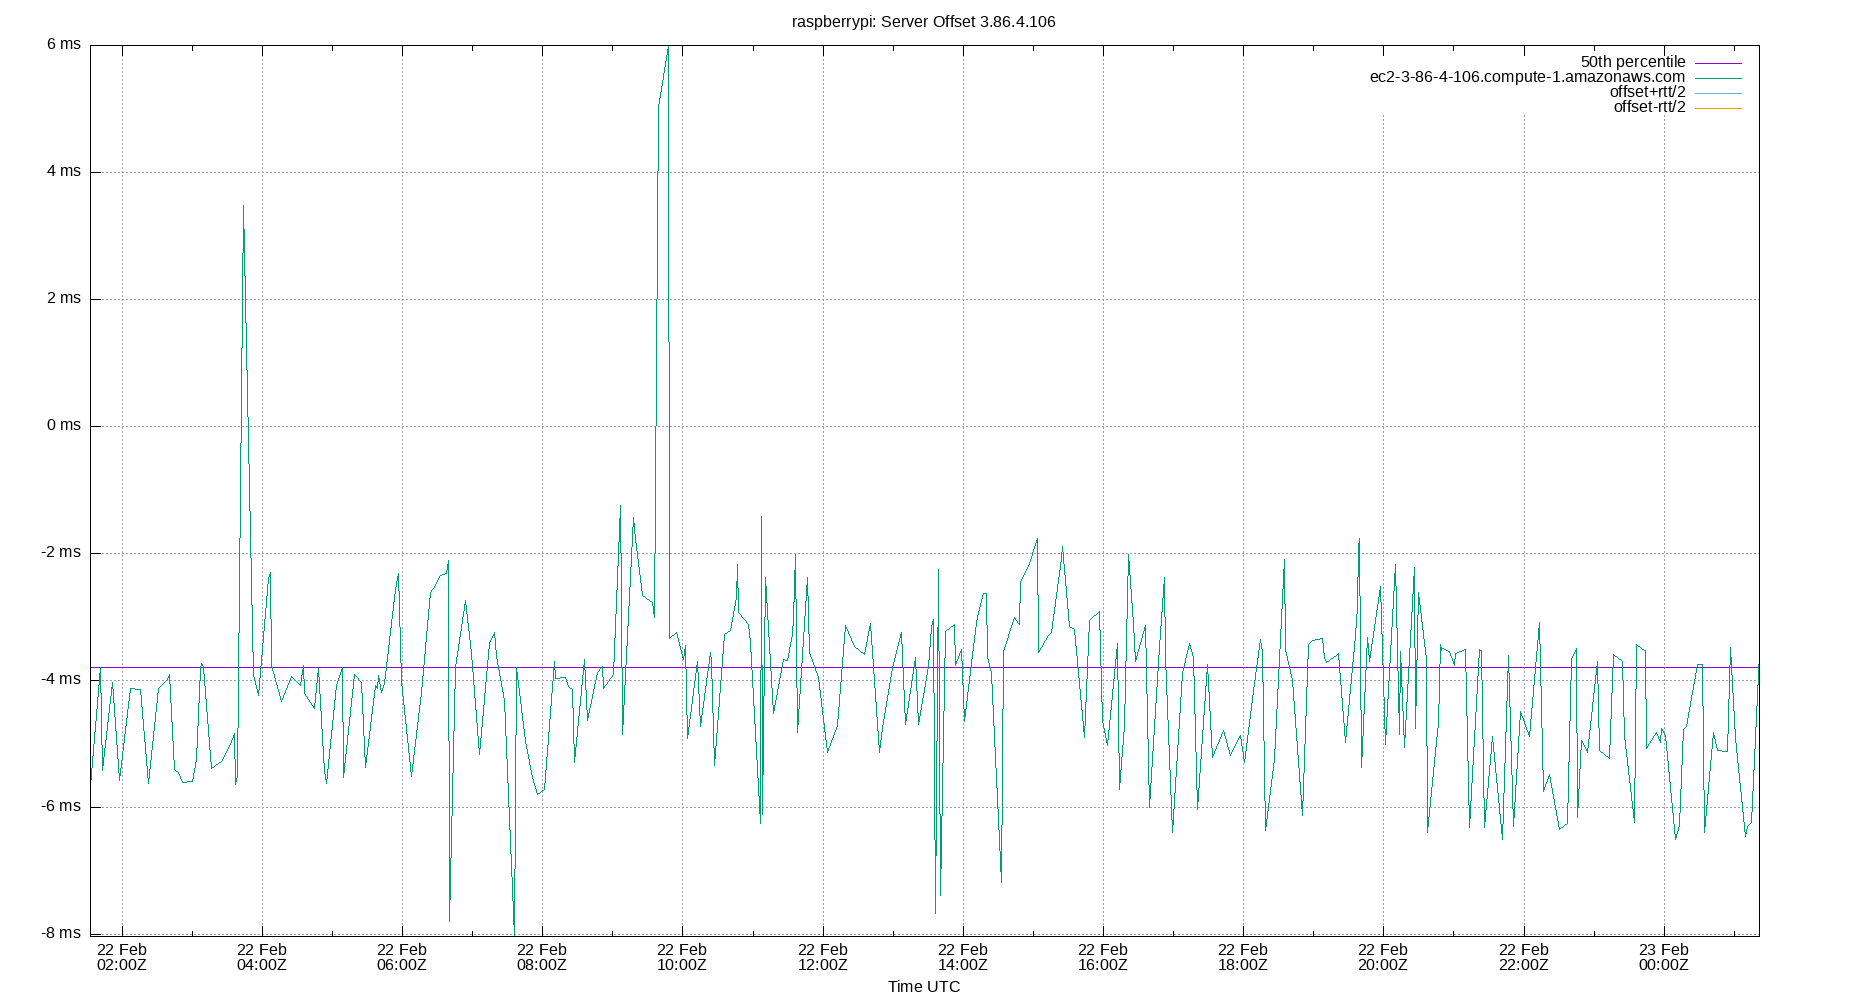 raspberrypi: Server Offset 3.86.4.106
6 ms
4 ms
2 ms
0 ms
-2 ms
-4 ms
-6 ms
-8 ms
50th percentile
ec2-3-86-4-106.compute-1.amazonaws.com
offset+rtt/2
offset-rtt/2
22 Feb 22 Feb 22 Feb 22 Feb 22 Feb 22 Feb 22 Feb 22 Feb 22 Feb 22 Feb 22 Feb 23 Feb
02:00Z 04:00Z 06:00Z 08:00Z 10:00Z 12:00Z 14:00Z 16:00Z 18:00Z 20:00Z 22:00Z 00:00Z
Time UTC